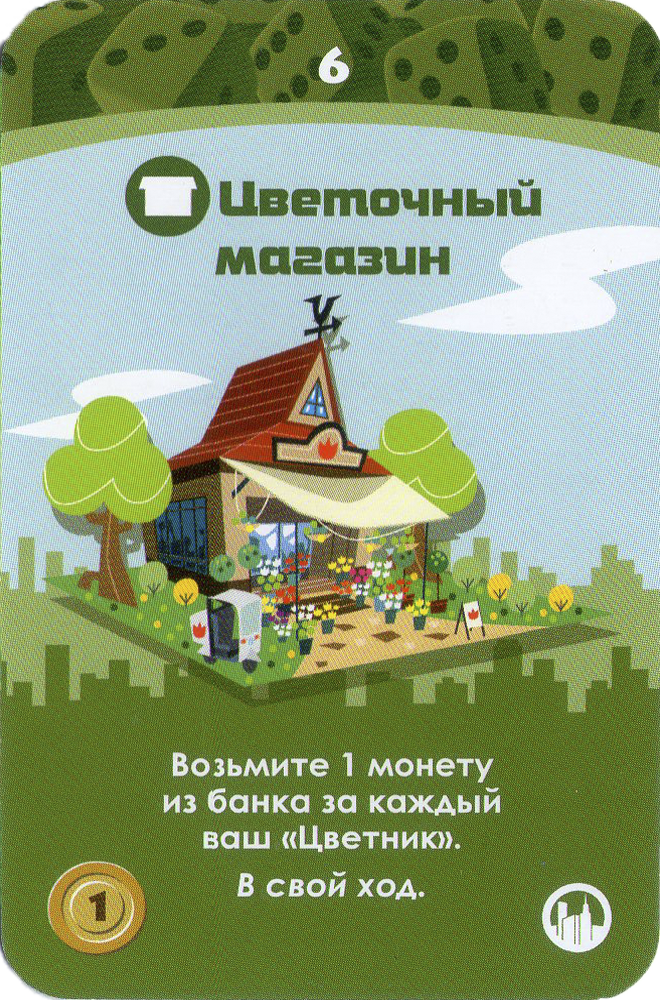 6
Цветочный
магазин
Возьмите 1 монету
из банка за каждый
ваш «Цветник».
В свой ход.
1